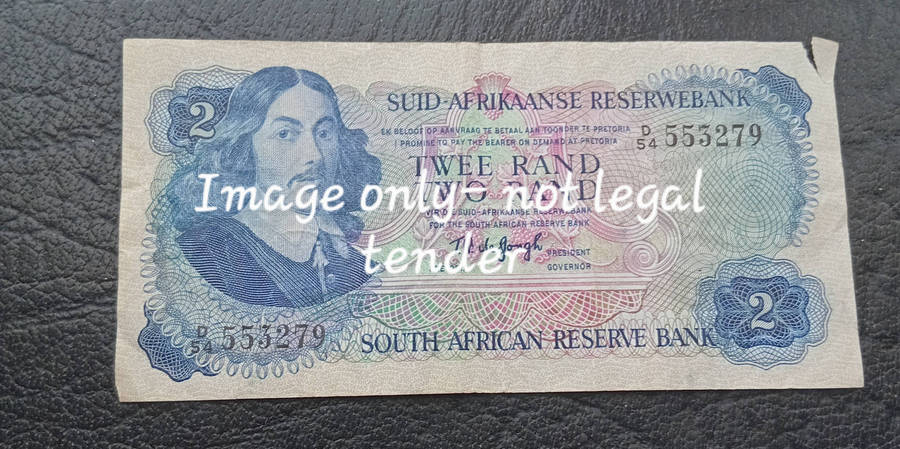 2
SUID-AFRIKAANSE RESERWEBANK
EK BELOOF OP AANVRAAG TE BETAAL AAN TOONDER TE PRETORIA
I PROMISE TO PAY THE BEARER ON DEMAND AT PRETORIA
D/54 553279
TWEE RAND
Image only- not legal
TWO RAND
VIR DIE SUID-AFRIKAANSE RESERWEBANK
FOR THE SOUTH AFRICAN RESERVE BANK
tender
PRESIDENT
GOVERNOR
2
D/54 553279
SOUTH AFRICAN RESERVE BANK